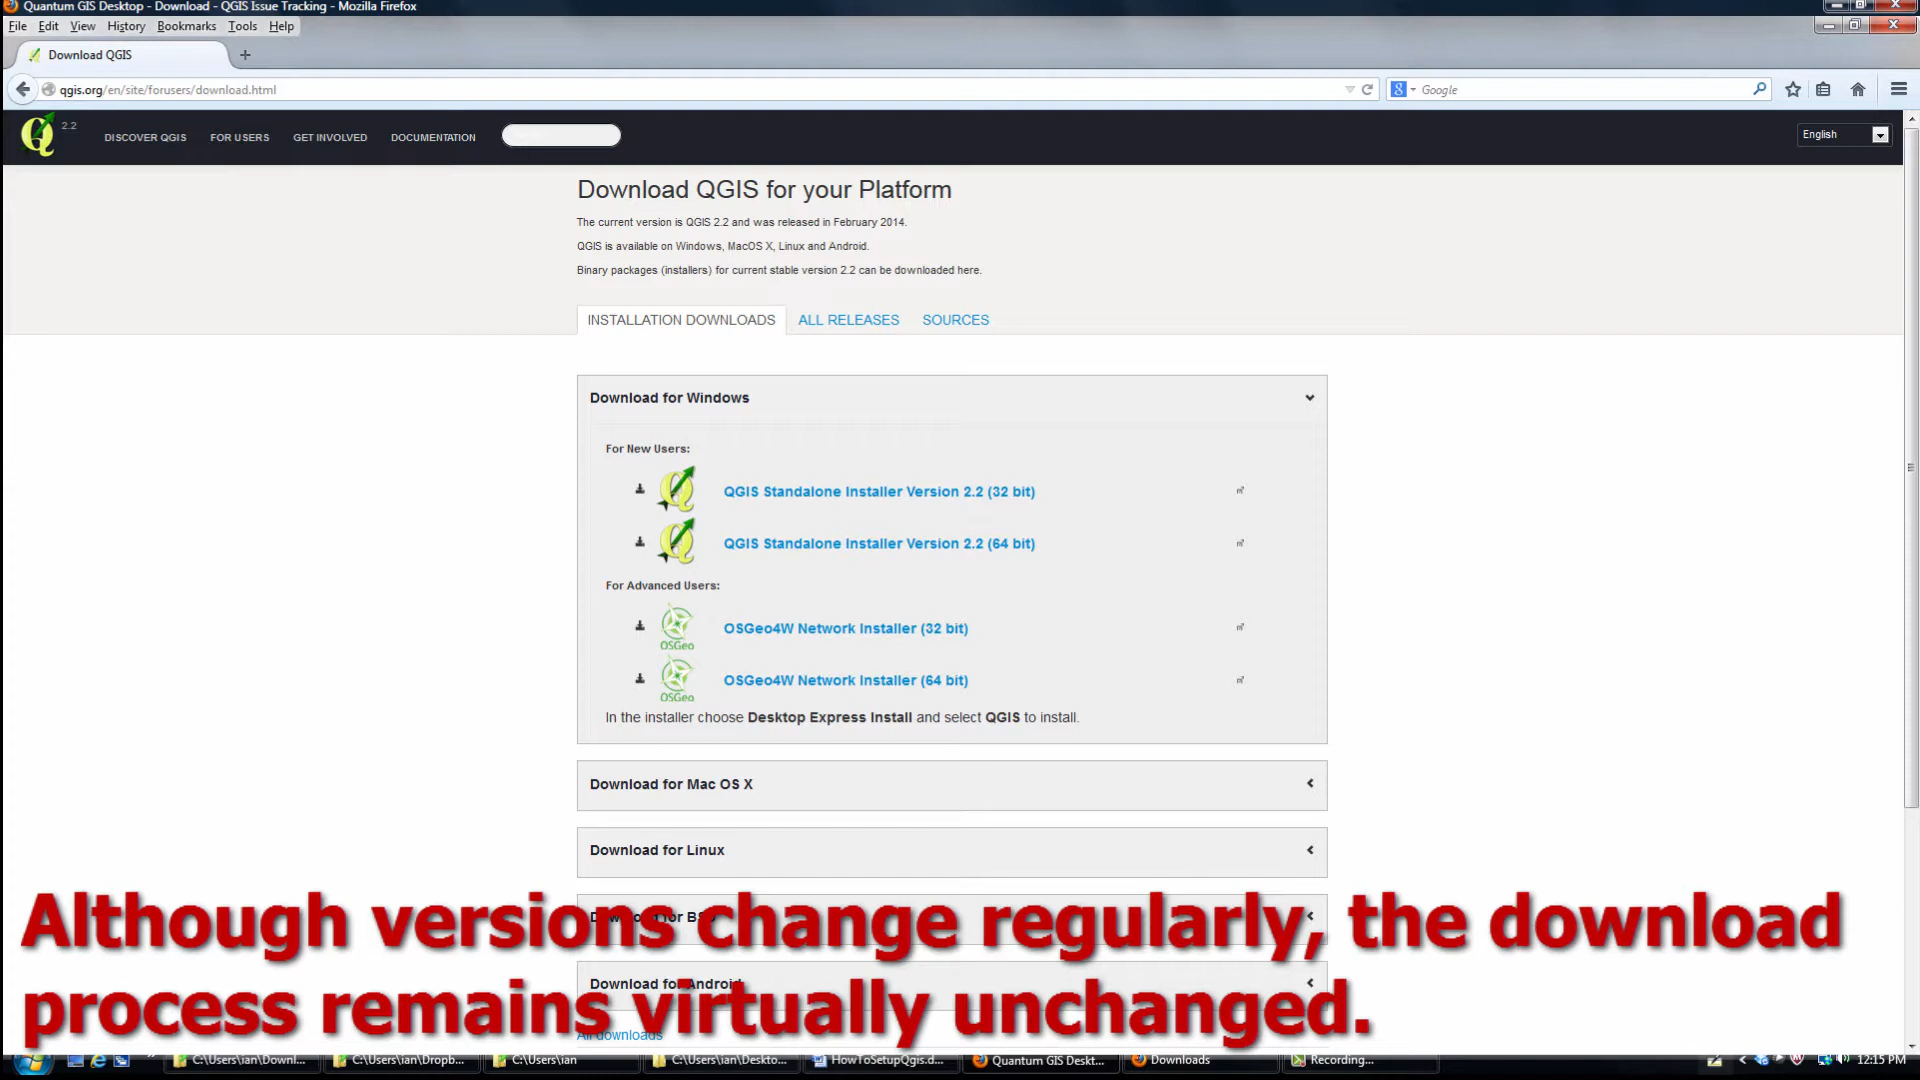 Quantum GIS Desktop - Download - QGIS Issue Tracking - Mozilla Firefox
File Edit View History Bookmarks Tools Help
Download QGIS
qgis.org/en/site/forusers/download.html
Google
2.2
DISCOVER QGIS FOR USERS GET INVOLVED DOCUMENTATION
English
Download QGIS for your Platform
The current version is QGIS 2.2 and was released in February 2014.
QGIS is available on Windows, MacOS X, Linux and Android.
Binary packages (installers) for current stable version 2.2 can be downloaded here.
INSTALLATION DOWNLOADS ALL RELEASES SOURCES
Download for Windows
For New Users:
QGIS Standalone Installer Version 2.2 (32 bit)
QGIS Standalone Installer Version 2.2 (64 bit)
For Advanced Users:
OSGeo
OSGeo4W Network Installer (32 bit)
OSGeo
OSGeo4W Network Installer (64 bit)
In the installer choose Desktop Express Install and select QGIS to install.
Download for Mac OS X
Download for Linux
Download for BSD
Download for Android
All downloads
Although versions change regularly, the download
process remains virtually unchanged.
C:\Users\ian\Downl... C:\Users\ian\Dropb... C:\Users\ian C:\Users\ian\Deskto... HowToSetupQgis.d... Quantum GIS Deskt... Downloads Recording... 12:15 PM